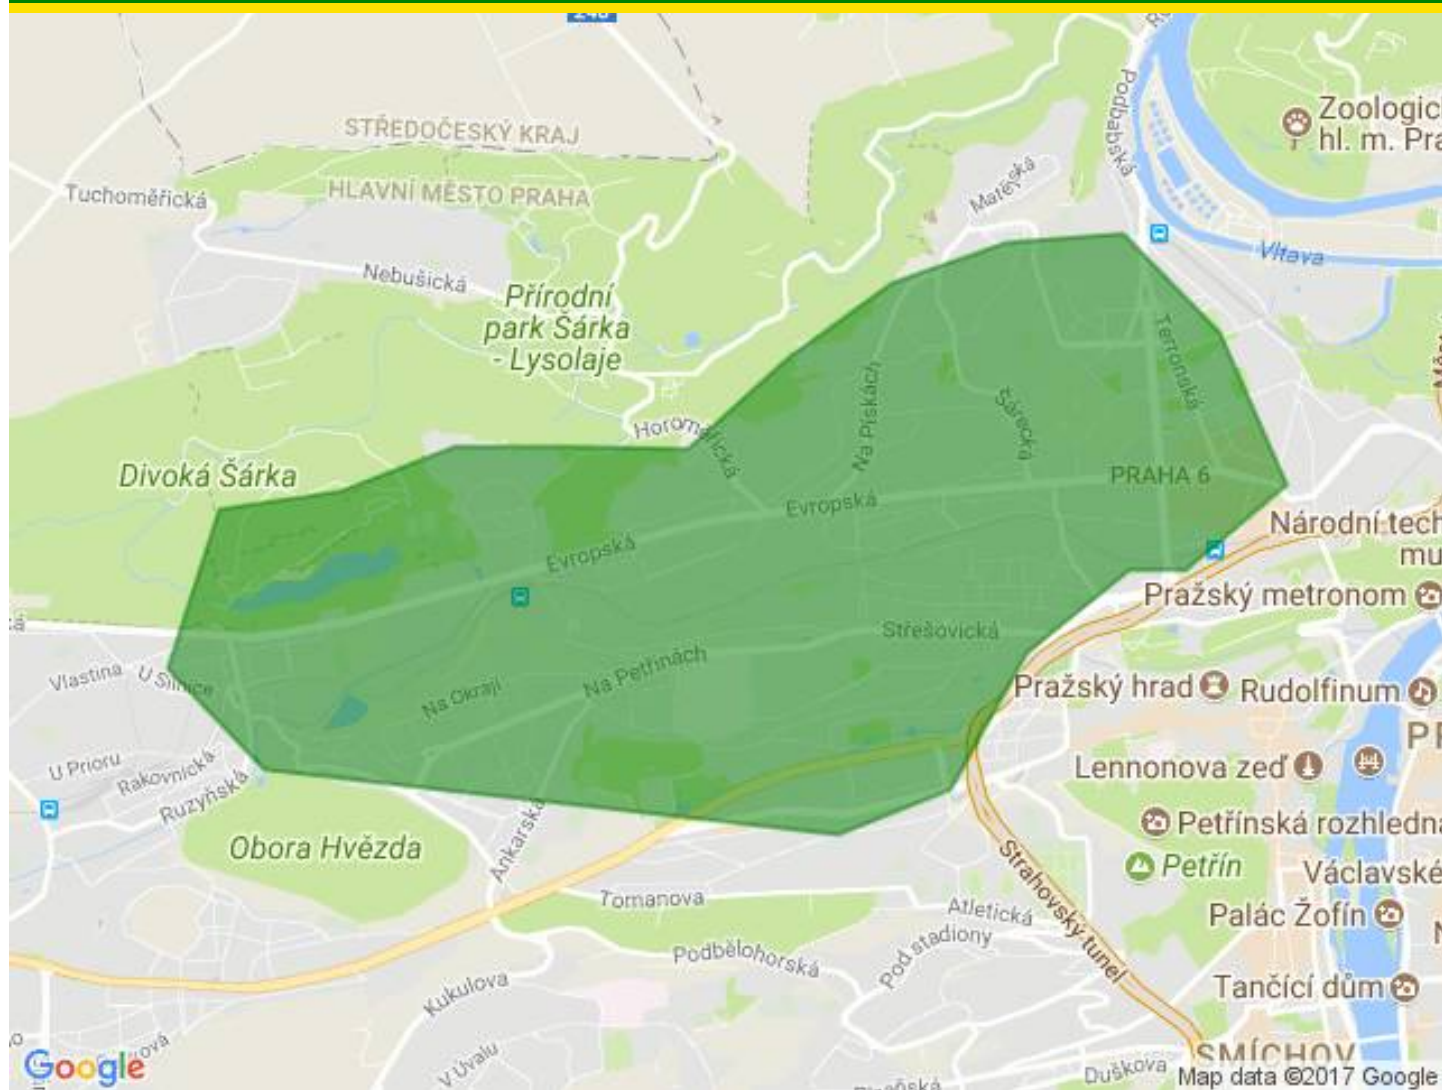 240
Zoologic
hl. m. Pra
Podbabská
STŘEDOČESKÝ KRAJ
HLAVNÍ MĚSTO PRAHA
Tuchoměřická
Matějská
Vltava
Nebušická
Přírodní
park Šárka
- Lysolaje
Terronská
Na Pískách
Šárecká
Horoměřická
Divoká Šárka
PRAHA 6
Evropská
Národní tech
mu
Evropská
Pražský metronom
Střešovická
Vlastina
U Silnice
Na Petřinách
Na Okraji
Pražský hrad
Rudolfinum
PR
U Prioru
Rakovnická
Ruzyňská
Lennonova zeď
Petřínská rozhledna
Obora Hvězda
Ankarská
Petřín
Václavské
Strahovský tunel
Tomanova
Atletická
Palác Žofín
Pod stadiony
Podbělohorská
Kukulova
Tančící dům
V Úvalu
SMÍCHOV
Duškova
Google
Map data ©2017 Google